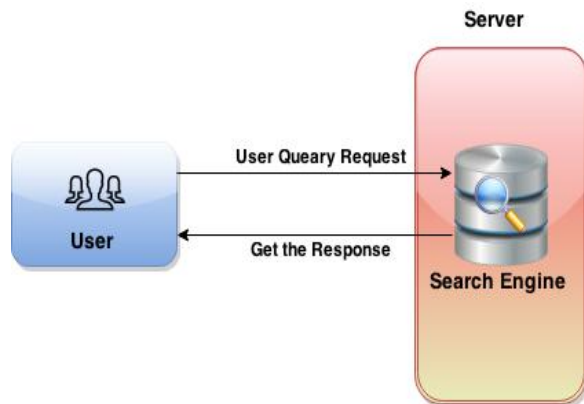 Server
User Queary Request
User
Get the Response
Search Engine